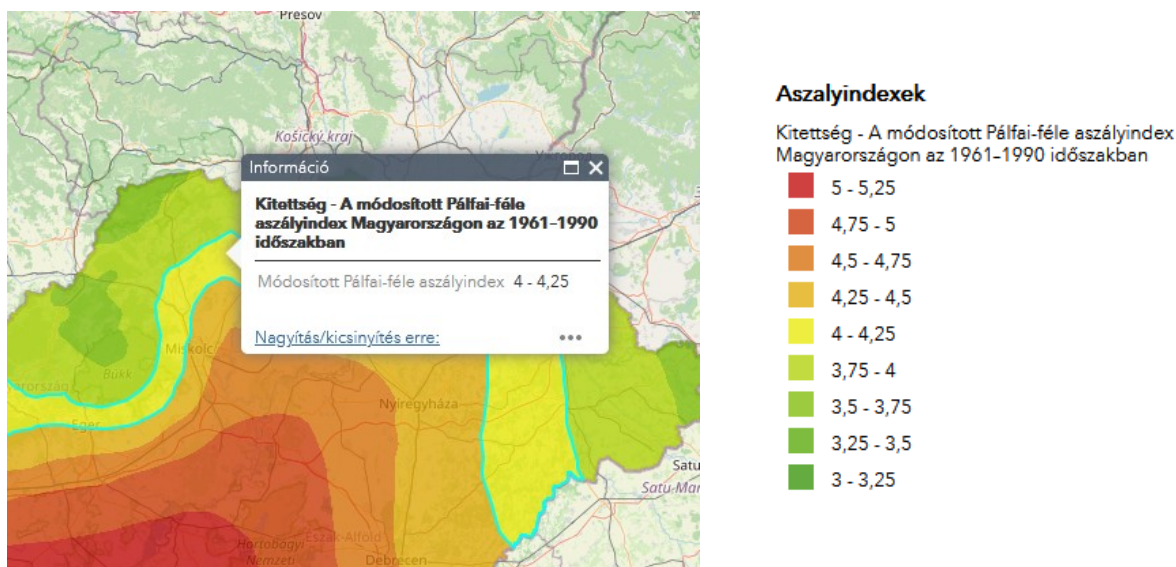 Prešov
Košický kraj
Információ
Kitettség - A módosított Pálfai-féle
aszályindex Magyarországon az 1961-1990
időszakban
Módosított Pálfai-féle aszályindex 4 - 4,25
Nagyítás/kicsinyítés erre:
Miskolc
Bükk
Nyíregyháza
Eger
Satu
Satu Mar
Hortobágyi
Nemzeti
Észak-Alföld
Debrecen
Aszalyindexek
Kitettség - A módosított Pálfai-féle aszályindex
Magyarországon az 1961-1990 időszakban
5 - 5,25
4,75 - 5
4,5 - 4,75
4,25 - 4,5
4 - 4,25
3,75 - 4
3,5 - 3,75
3,25 - 3,5
3 - 3,25